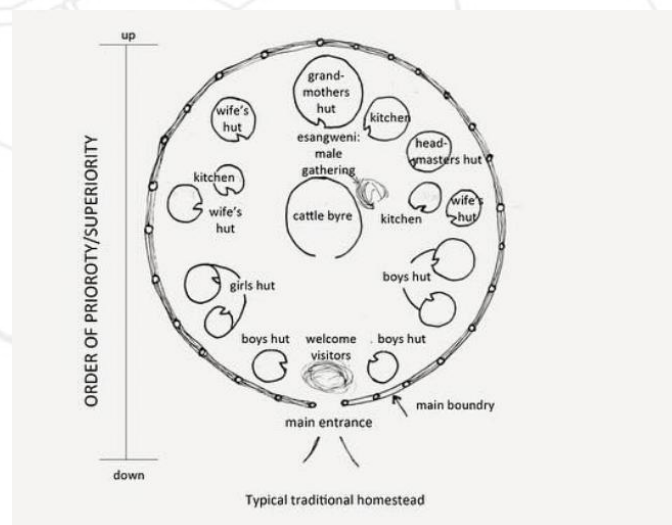 up
grand-
mothers
hut
wife's
hut
kitchen
esangweni:
male
gathering
head-
masters hut
kitchen
wife's
hut
cattle byre
kitchen
wife's
hut
ORDER OF PRIOROTY/SUPERIORITY
girls hut
boys hut
boys hut
welcome
visitors
boys hut
main entrance
main boundry
down
Typical traditional homestead